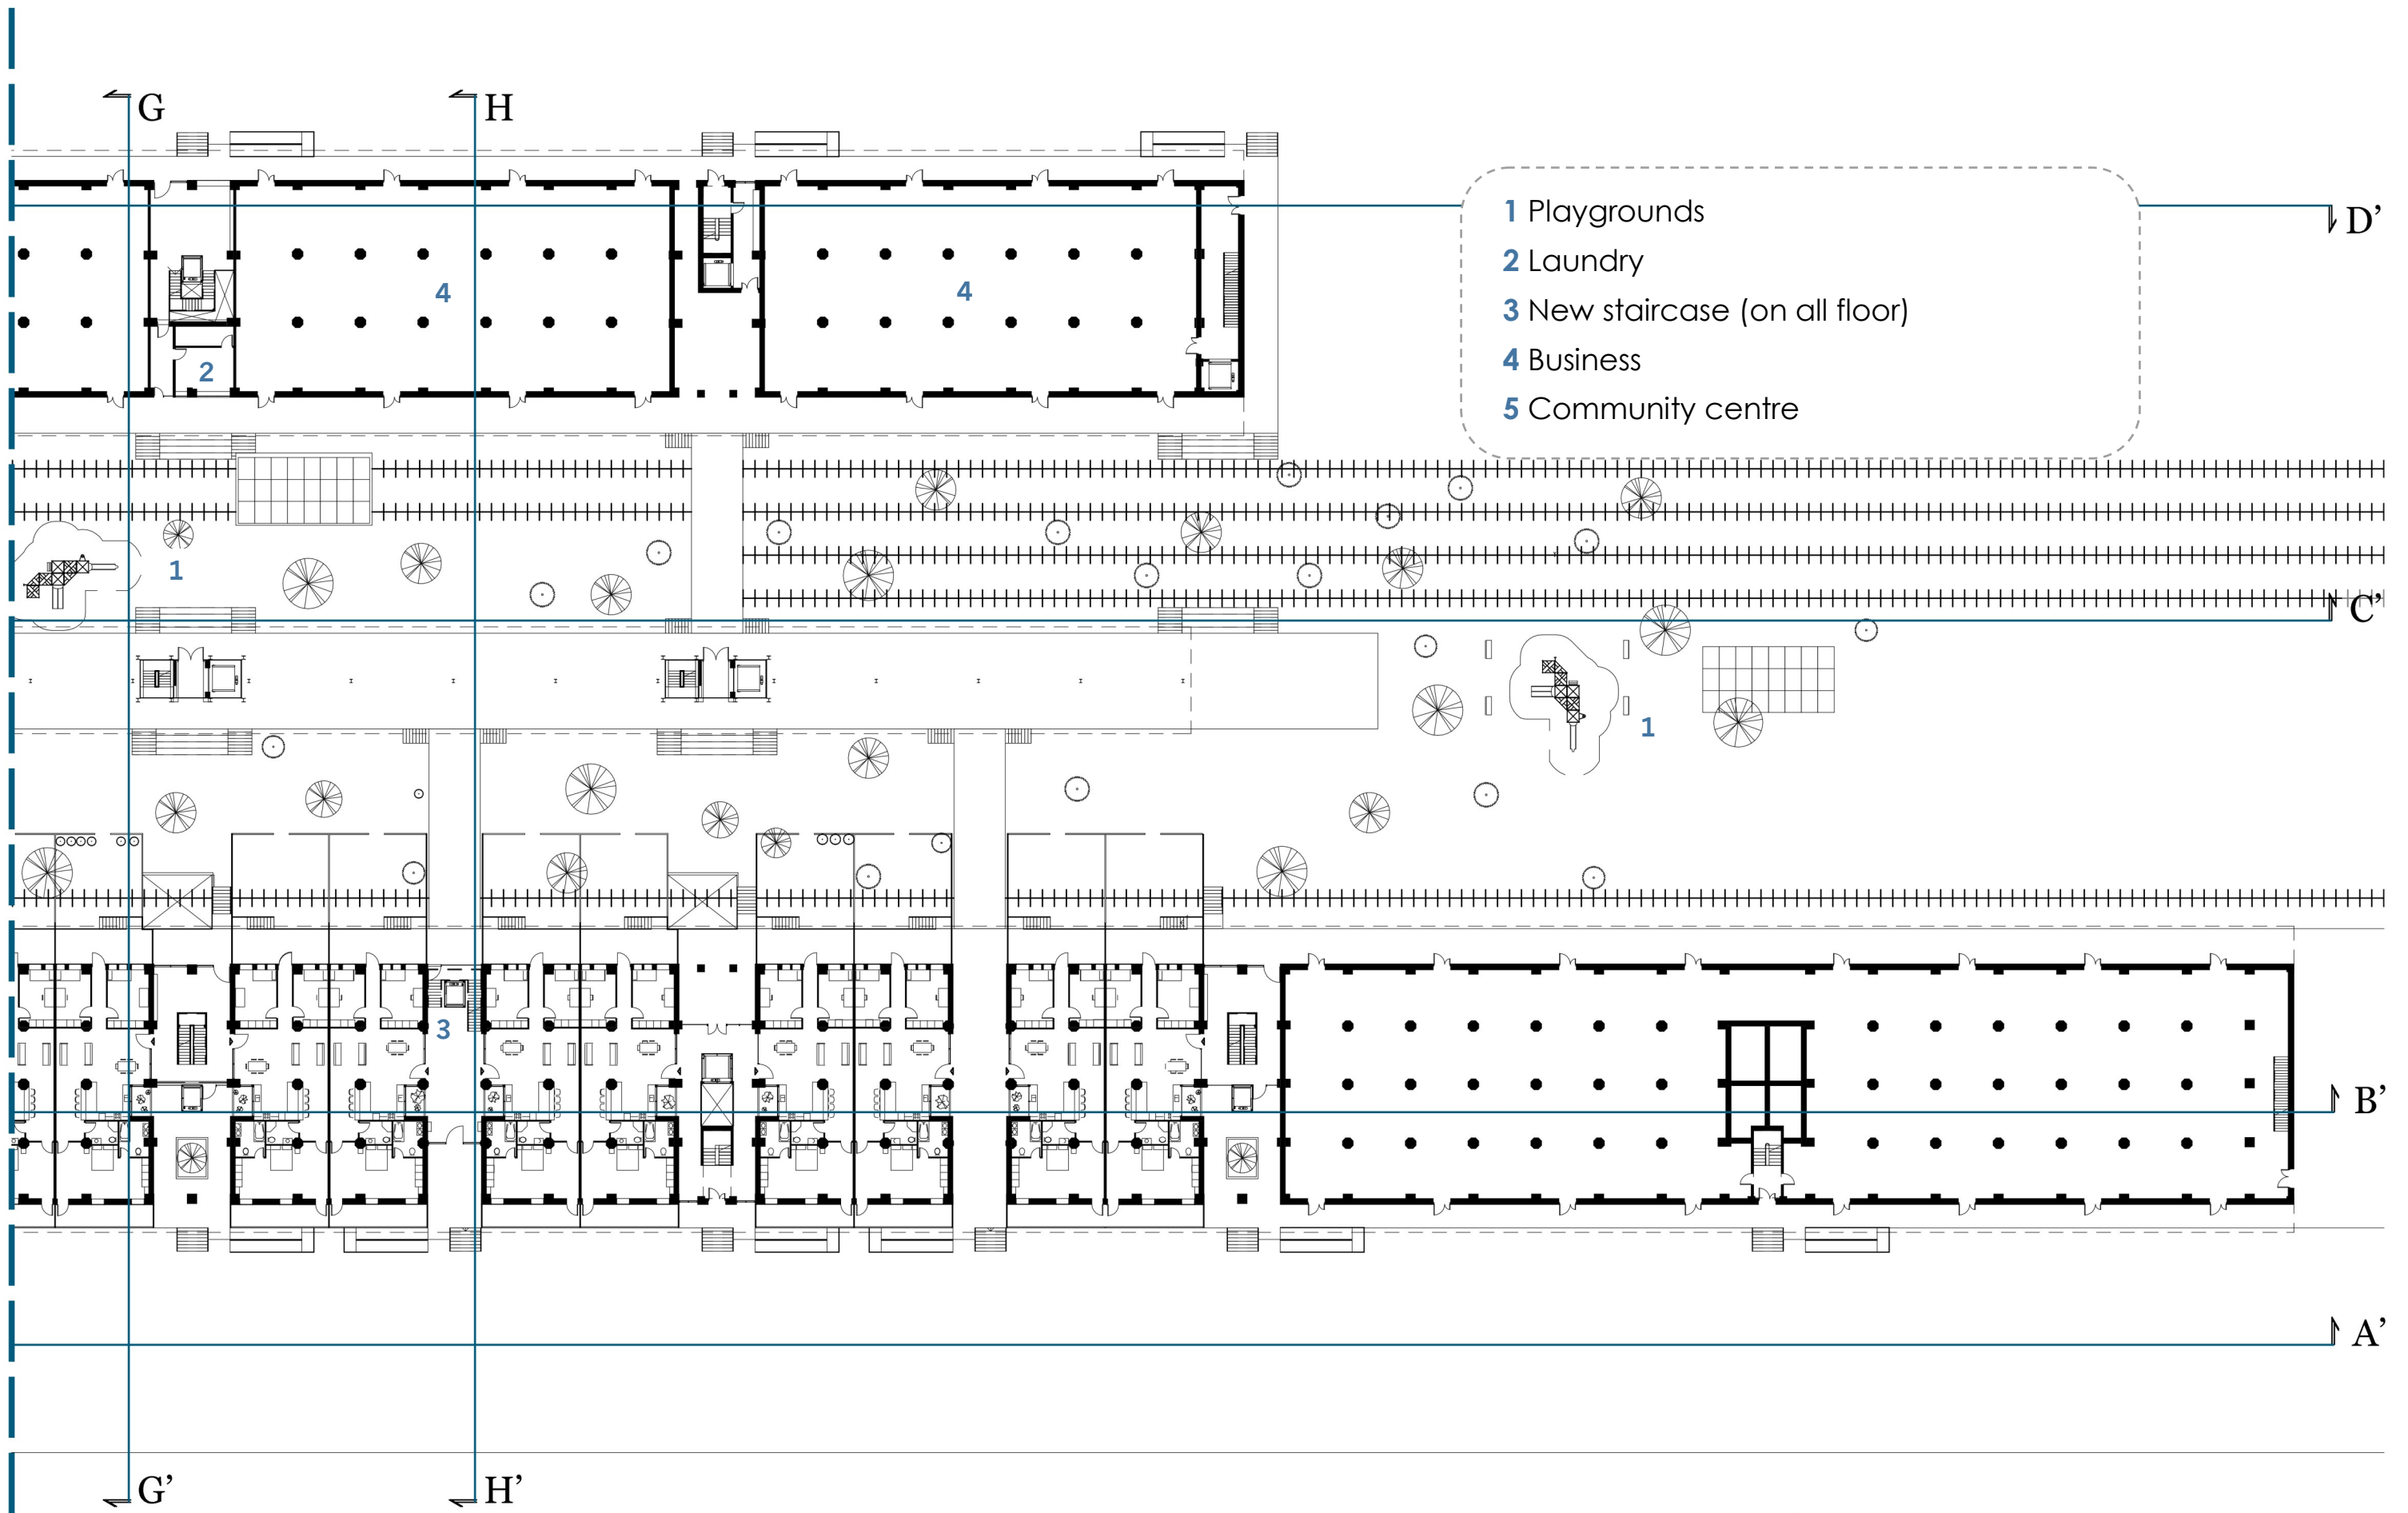 G
H
1 Playgrounds
2 Laundry
3 New staircase (on all floor)
4 Business
5 Community centre
D’
4
4
2
1
C’
1
3
B’
A’
G’
H’